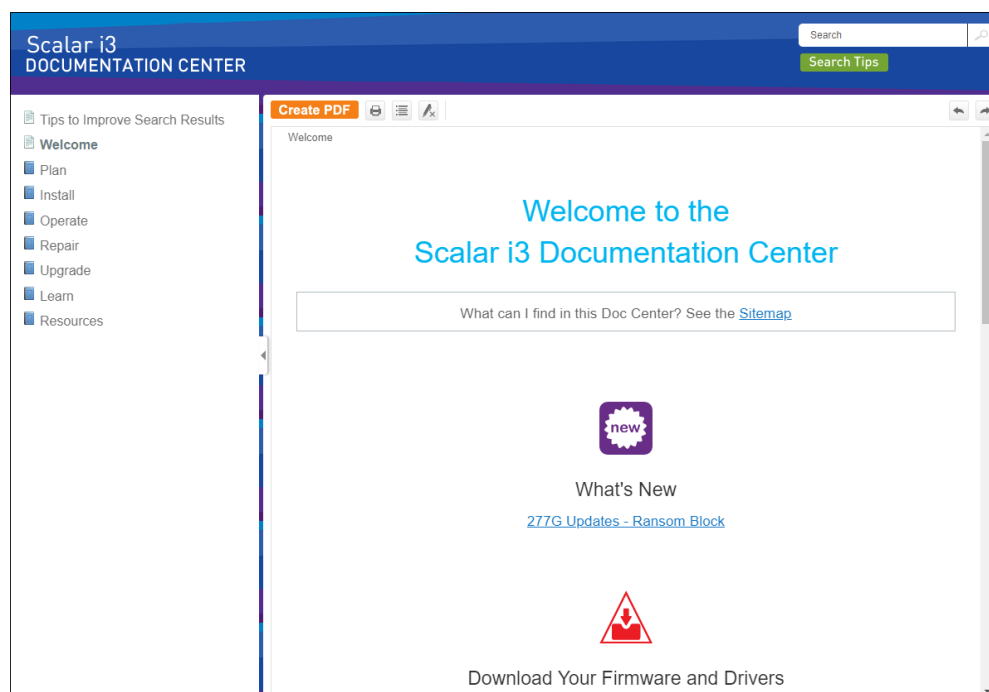 Scalar i3
DOCUMENTATION CENTER
Search
Search Tips
Tips to Improve Search Results
Welcome
Plan
Install
Operate
Repair
Upgrade
Learn
Resources
Create PDF
Welcome
Welcome to the
Scalar i3 Documentation Center
What can I find in this Doc Center? See the Sitemap
new
What's New
277G Updates - Ransom Block
Download Your Firmware and Drivers